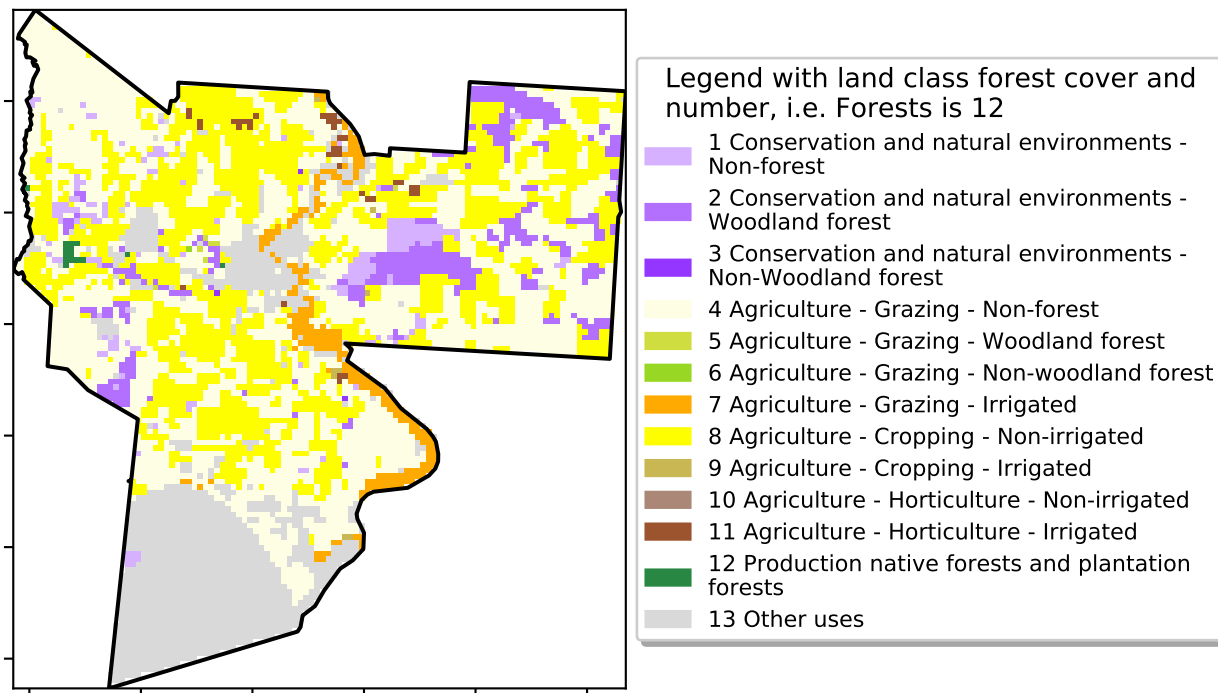 Legend with land class forest cover and
number, i.e. Forests is 12
1 Conservation and natural environments -
Non-forest
2 Conservation and natural environments -
Woodland forest
3 Conservation and natural environments -
Non-Woodland forest
4 Agriculture - Grazing - Non-forest
5 Agriculture - Grazing - Woodland forest
6 Agriculture - Grazing - Non-woodland forest
7 Agriculture - Grazing - Irrigated
8 Agriculture - Cropping - Non-irrigated
9 Agriculture - Cropping - Irrigated
10 Agriculture - Horticulture - Non-irrigated
11 Agriculture - Horticulture - Irrigated
12 Production native forests and plantation
forests
13 Other uses